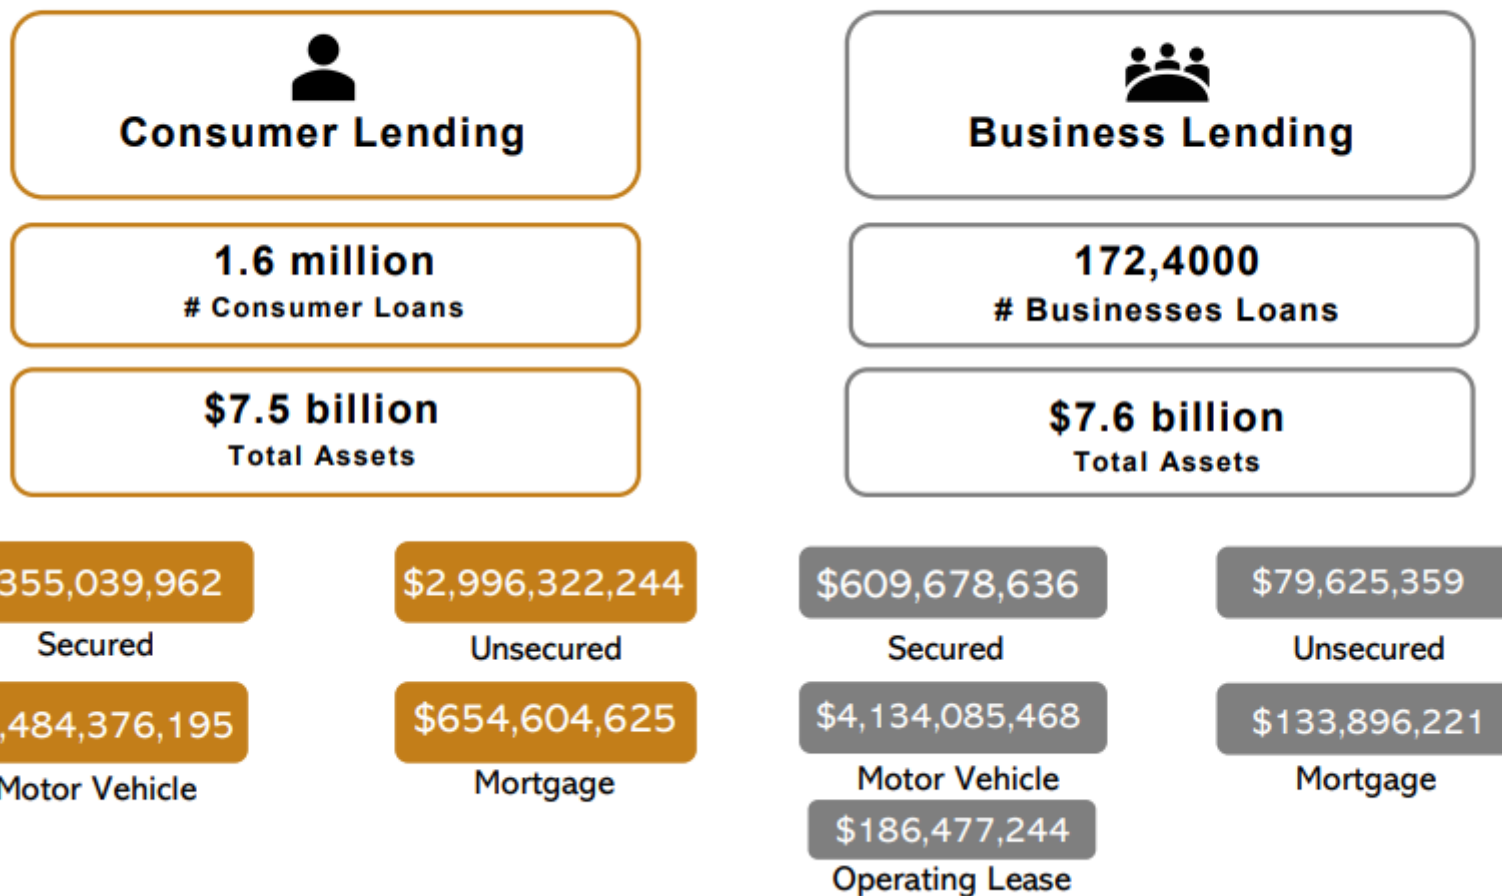 Consumer Lending
1.6 million
# Consumer Loans
$7.5 billion
Total Assets
355,039,962
Secured
$2,996,322,244
Unsecured
,484,376,195
Motor Vehicle
$654,604,625
Mortgage
Business Lending
172,4000
# Businesses Loans
$7.6 billion
Total Assets
$609,678,636
Secured
$79,625,359
Unsecured
$4,134,085,468
Motor Vehicle
$133,896,221
Mortgage
$186,477,244
Operating Lease